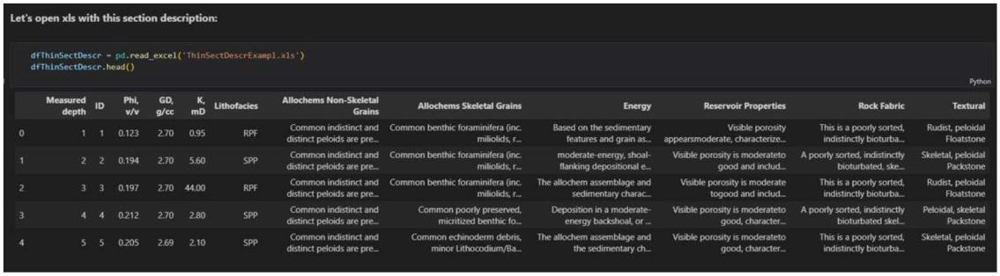 Let's open xls with this section description:
dfThinSectDescr = pd.read_excel('ThinSectDescrExampl.xls')
dfThinSectDescr.head()
Python
Measured depth ID Phi, v/v GD, g/cc K, mD Lithofacies Allochems Non-Skeletal Grains Allochems Skeletal Grains Energy Reservoir Properties Rock Fabric Textural
0 1 1 0.123 2.70 0.95 RPF Common indistinct and distinct peloids are pre... Common benthic foraminifera (inc. miliolids, r... Based on the sedimentary features and grain as... Visible porosity appearsmoderate, characterize... This is a poorly sorted, indistinctly bioturba... Rudist, peloidal Floatstone
1 2 2 0.194 2.70 5.60 SPP Common indistinct and distinct peloids are pre... Common benthic foraminifera (inc. miliolids, r... moderate-energy, shoal-flanking depositional e... Visible porosity is moderateto good and includ... A poorly sorted, indistinctly bioturbated, ske... Skeletal, peloidal Packstone
2 3 3 0.197 2.70 44.00 RPF Common indistinct and distinct peloids are pre... Common benthic foraminifera (inc. miliolids, r... The allochem assemblage and sedimentary charac... Visible porosity is moderate togood and includ... This is a poorly sorted, indistinctly bioturba... Rudist, peloidal Floatstone
3 4 4 0.212 2.70 2.80 SPP Common indistinct and distinct peloids are pre... Common poorly preserved, micritized benthic fo... Deposition in a moderate-energy backshoal, or ... Visible porosity is moderateto good, character... A poorly sorted, indistinctly bioturbated skel... Peloidal, skeletal Packstone
4 5 5 0.205 2.69 2.10 SPP Common indistinct and distinct peloids are pre... Common echinoderm debris, minor Lithocodium/Ba... The allochem assemblage and the sedimentary ch... Visible porosity is moderateto good, character... This is a poorly sorted, indistinctly bioturba... Skeletal, peloidal Packstone